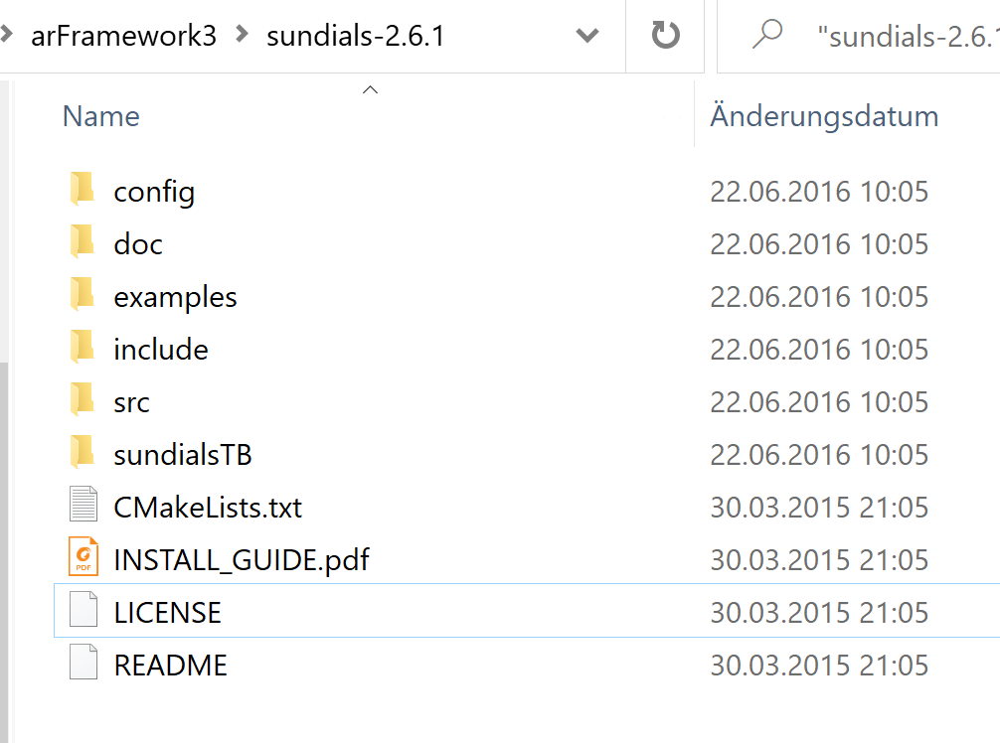 arFramework3 sundials-2.6.1 "sundials-2.6.1
Name Änderungsdatum
config 22.06.2016 10:05
doc 22.06.2016 10:05
examples 22.06.2016 10:05
include 22.06.2016 10:05
src 22.06.2016 10:05
sundialsTB 22.06.2016 10:05
CMakeLists.txt 30.03.2015 21:05
PDF INSTALL_GUIDE.pdf 30.03.2015 21:05
LICENSE 30.03.2015 21:05
README 30.03.2015 21:05